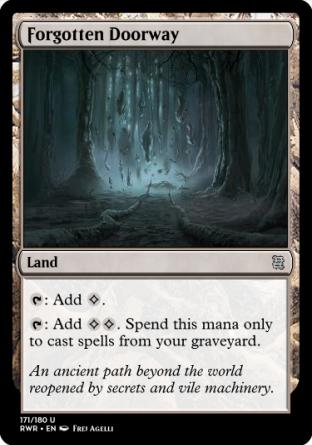 Forgotten Doorway
Land
: Add .
: Add . Spend this mana only
to cast spells from your graveyard.
An ancient path beyond the world
reopened by secrets and vile machinery.
171/180 U
RWR • EN Frei Agelli